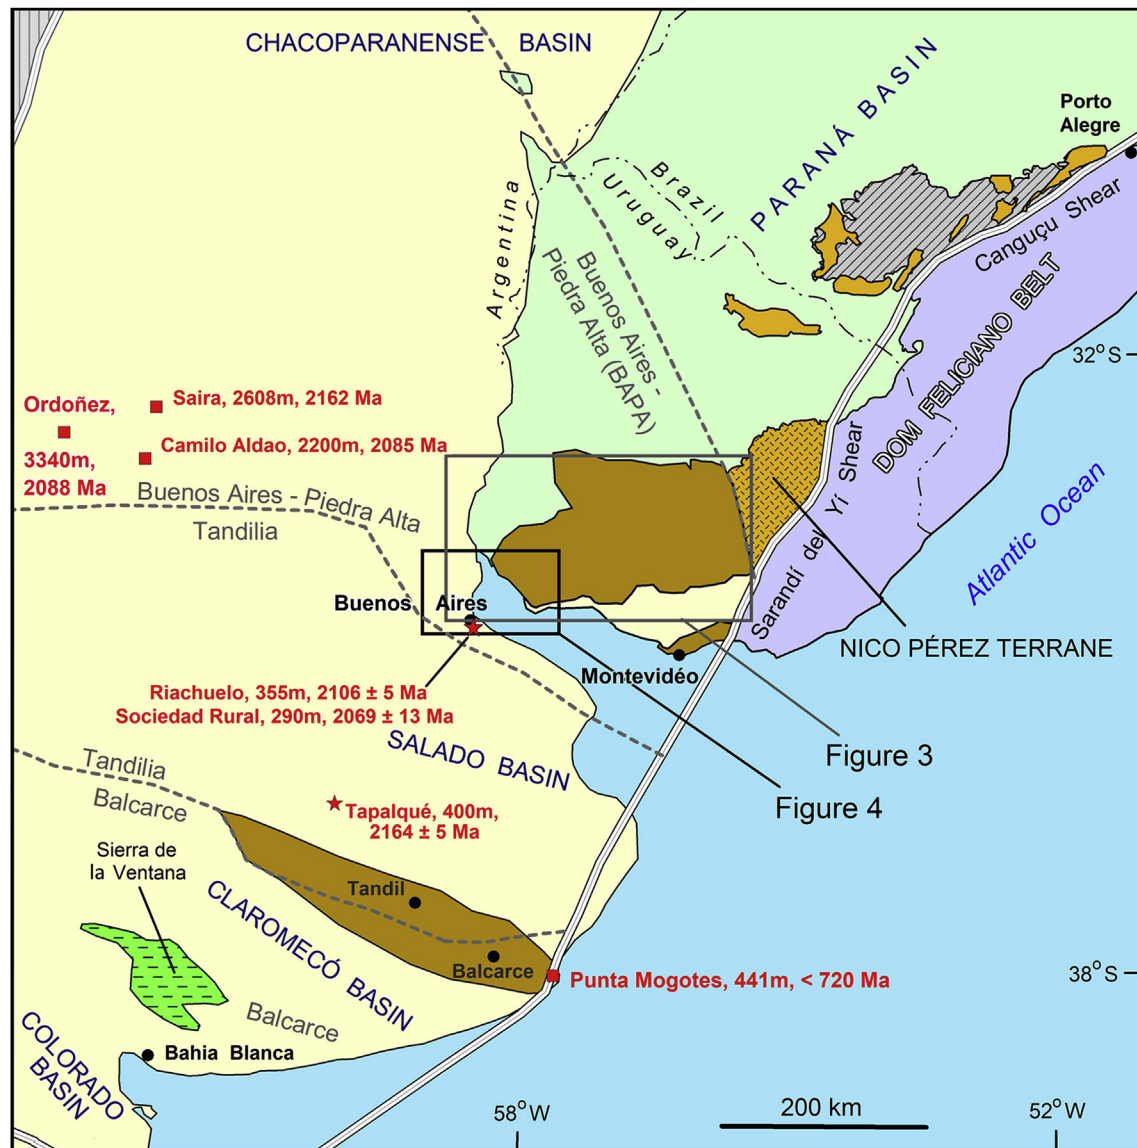 CHACOPARANENSE BASIN
PARANÁ BASIN
Porto
Alegre
Brazil
Uruguay
Argentina
Canguçu Shear
Buenos Aires -
Piedra Alta (BAPA)
DOM FELICIANO BELT
32°S
Saira, 2608m, 2162 Ma
Ordoñez,
3340m,
2088 Ma
Camilo Aldao, 2200m, 2085 Ma
Buenos Aires - Piedra Alta
Tandilia
Sarandí del Yí Shear
Atlantic Ocean
Buenos Aires
NICO PÉREZ TERRANE
Montevidéo
Riachuelo, 355m, 2106 ± 5 Ma
Sociedad Rural, 290m, 2069 ± 13 Ma
SALADO BASIN
Figure 3
Figure 4
Tandilia
Balcarce
Tapalqué, 400m,
2164 ± 5 Ma
Sierra de
la Ventana
Tandil
CLAROMECÓ BASIN
Balcarce
Punta Mogotes, 441m, < 720 Ma
38°S
Balcarce
COLORADO
BASIN
Bahia Blanca
200 km
58°W
52°W